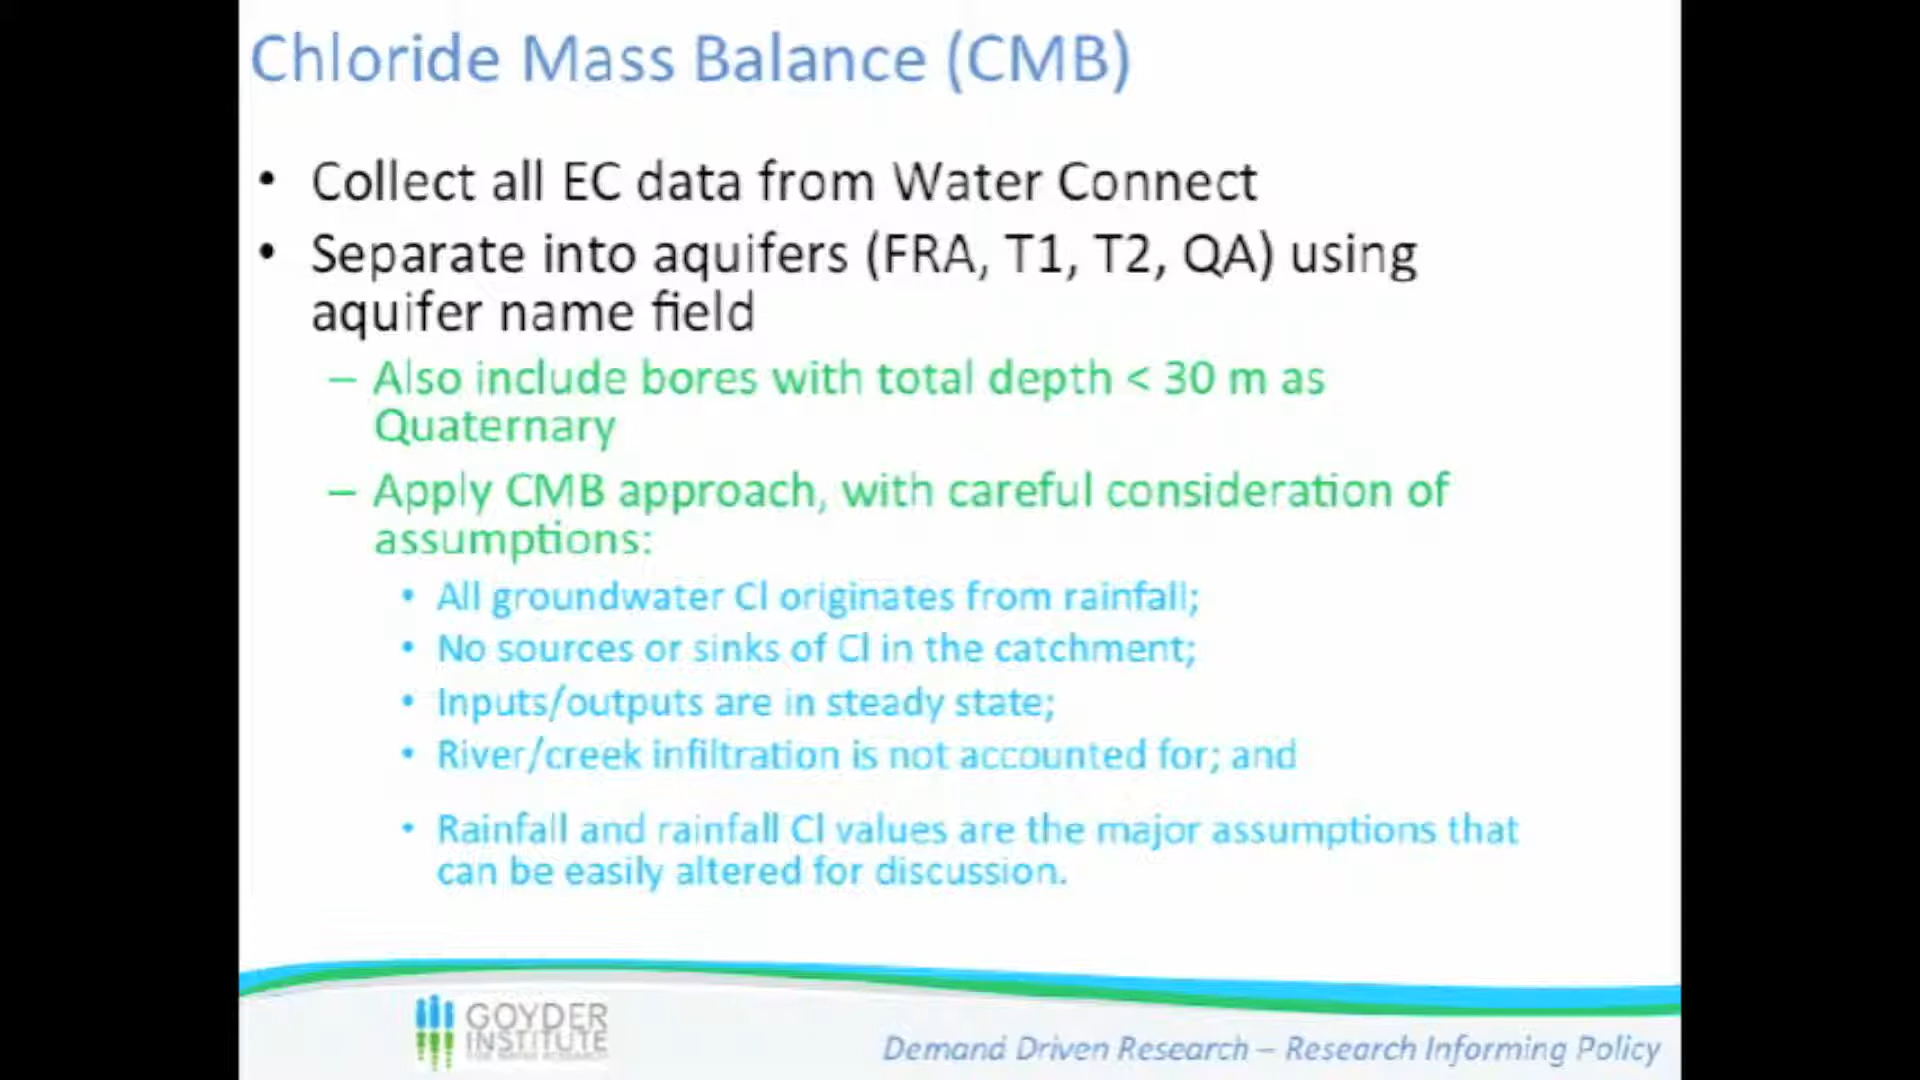 Chloride Mass Balance (CMB)
• Collect all EC data from Water Connect
• Separate into aquifers (FRA, T1, T2, QA) using
aquifer name field
– Also include bores with total depth < 30 m as
Quaternary
– Apply CMB approach, with careful consideration of
assumptions:
• All groundwater Cl originates from rainfall;
• No sources or sinks of Cl in the catchment;
• Inputs/outputs are in steady state;
• River/creek infiltration is not accounted for; and
• Rainfall and rainfall Cl values are the major assumptions that
can be easily altered for discussion.
GOYDER
INSTITUTE
Demand Driven Research – Research Informing Policy